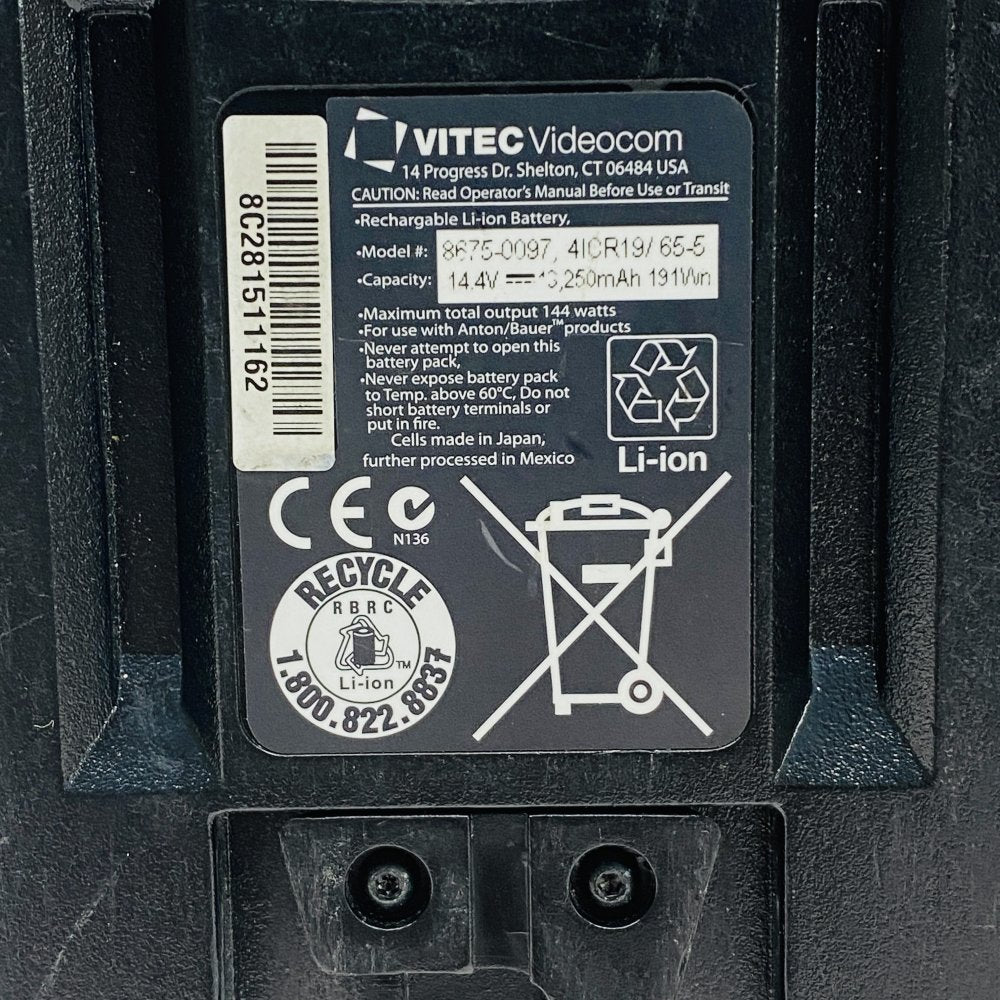 VITEC Videocom
14 Progress Dr. Shelton, CT 06484 USA
CAUTION: Read Operator's Manual Before Use or Transit
•Rechargable Li-ion Battery,
•Model #: 8675-0097, 4ICR19/ 65-5
•Capacity: 14.4V 13,250mAh 191Wh
•Maximum total output 144 watts
•For use with Anton/Bauer™ products
•Never attempt to open this
battery pack,
•Never expose battery pack
to Temp. above 60°C, Do not
short battery terminals or
put in fire.
Cells made in Japan,
further processed in Mexico
8C281511162
Li-ion
CE
N136
RECYCLE
RBRC
TM
Li-ion
1.800.822.8837